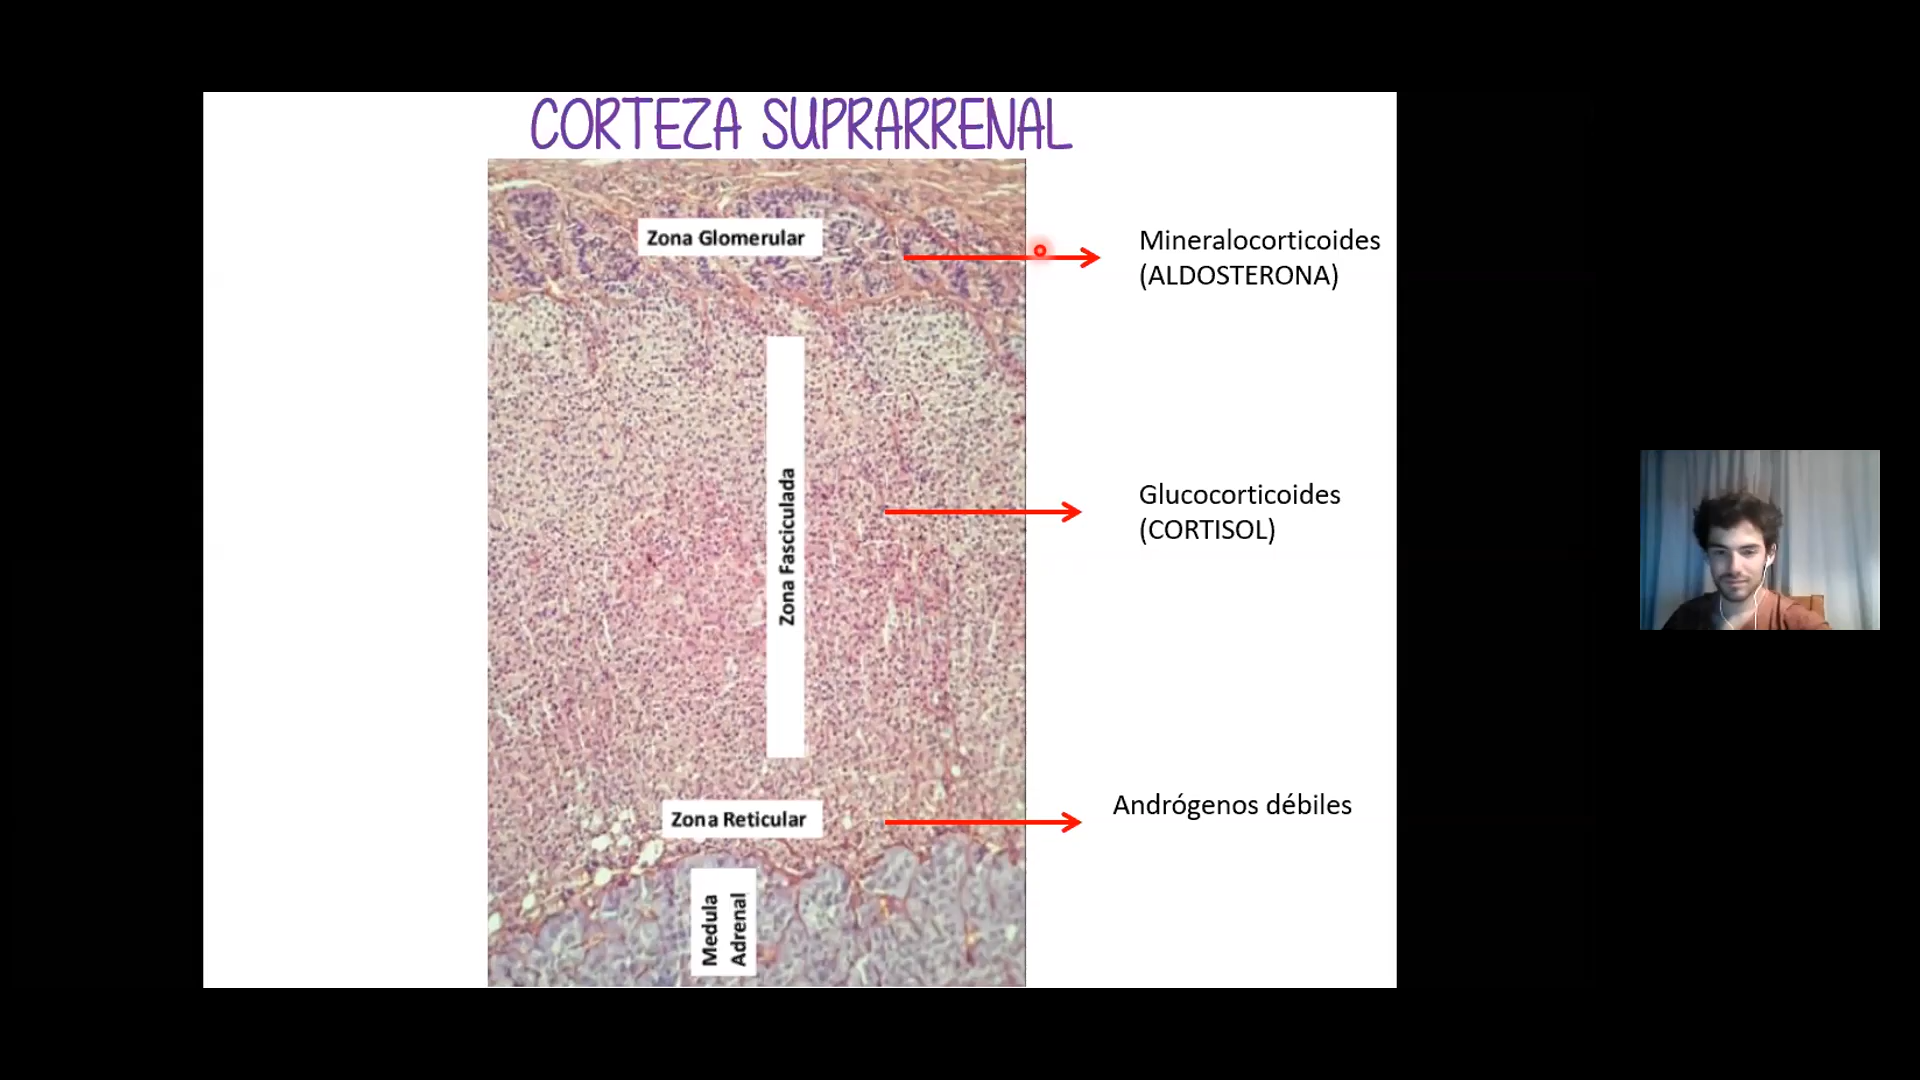 CORTEZA SUPRARRENAL
Zona Glomerular
Mineralocorticoides
(ALDOSTERONA)
Zona Fasciculada
Glucocorticoides
(CORTISOL)
Zona Reticular
Andrógenos débiles
Medula
Adrenal